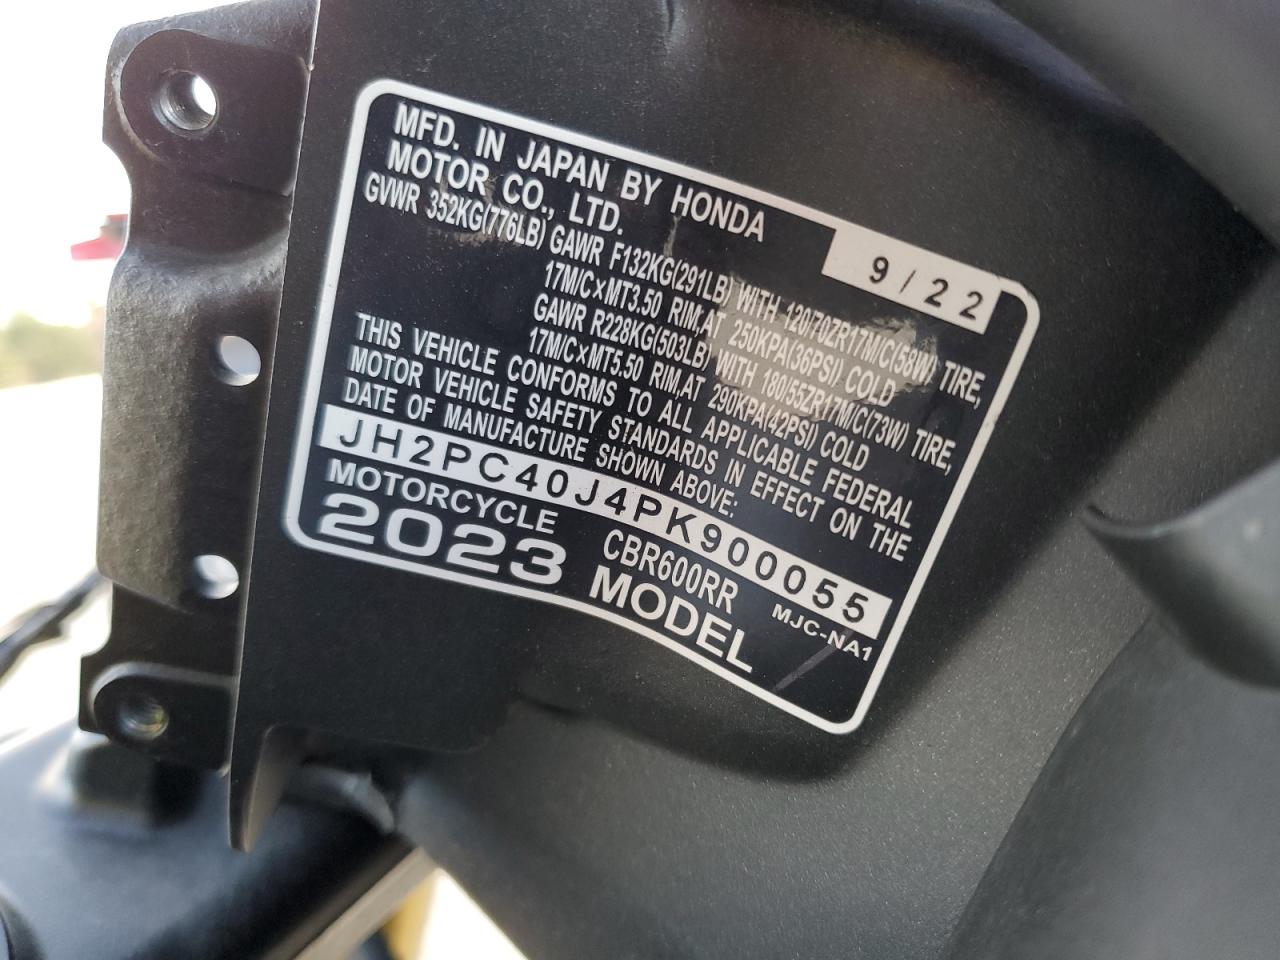 MFD. IN JAPAN BY HONDA
MOTOR CO., LTD.
9/22
GVWR 352KG(776LB) GAWR F132KG(291LB) WITH 120/70ZR17M/C(58W) TIRE,
17M/C×MT3.50 RIM,AT 250KPA(36PSI) COLD
GAWR R228KG(503LB) WITH 180/55ZR17M/C(73W) TIRE,
17M/C×MT5.50 RIM,AT 290KPA(42PSI) COLD
THIS VEHICLE CONFORMS TO ALL APPLICABLE FEDERAL
MOTOR VEHICLE SAFETY STANDARDS IN EFFECT ON THE
DATE OF MANUFACTURE SHOWN ABOVE:
JH2PC40J4PK900055
MOTORCYCLE CBR600RR MJC-NA1
2023 MODEL